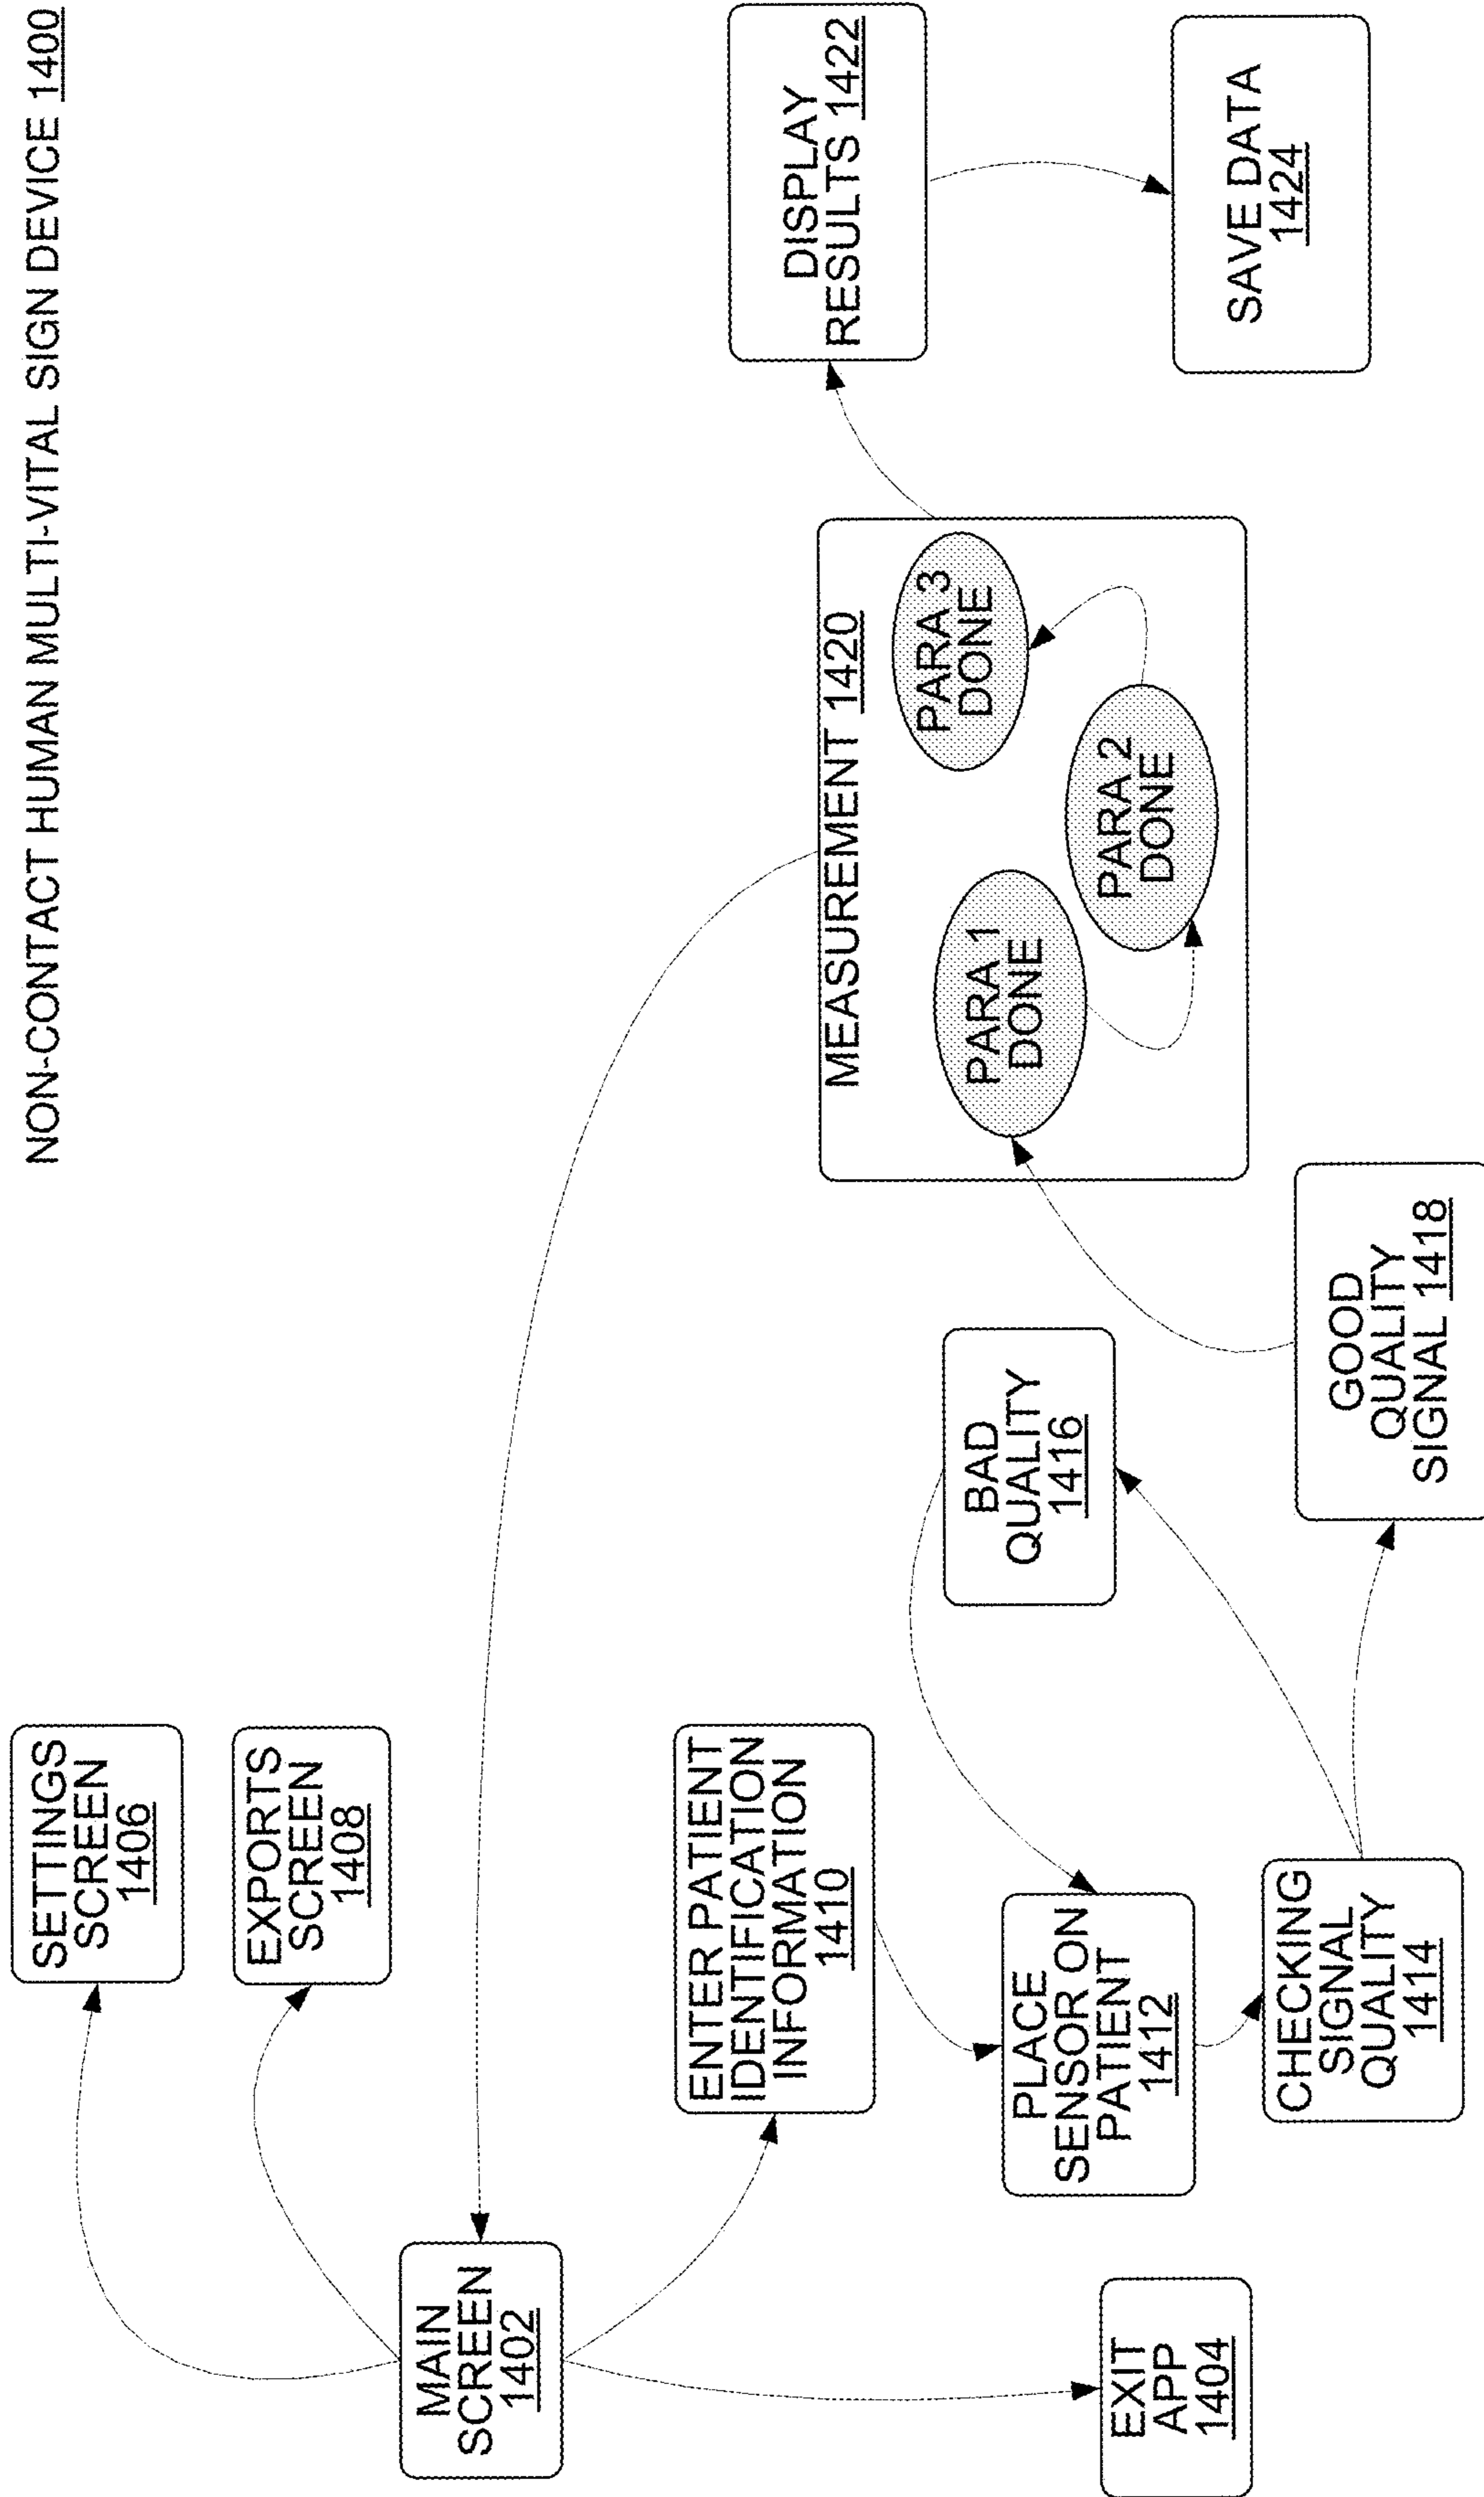 NON-CONTACT HUMAN MULTI-VITAL SIGN DEVICE 1400
SETTINGS
SCREEN
1406
EXPORTS
SCREEN
1408
MAIN
SCREEN
1402
EXIT
APP
1404
ENTER PATIENT
IDENTIFICATION
INFORMATION
1410
PLACE
SENSOR ON
PATIENT
1412
CHECKING
SIGNAL
QUALITY
1414
BAD
QUALITY
1416
GOOD
QUALITY
SIGNAL 1418
MEASUREMENT 1420
PARA 1
DONE
PARA 2
DONE
PARA 3
DONE
DISPLAY
RESULTS 1422
SAVE DATA
1424